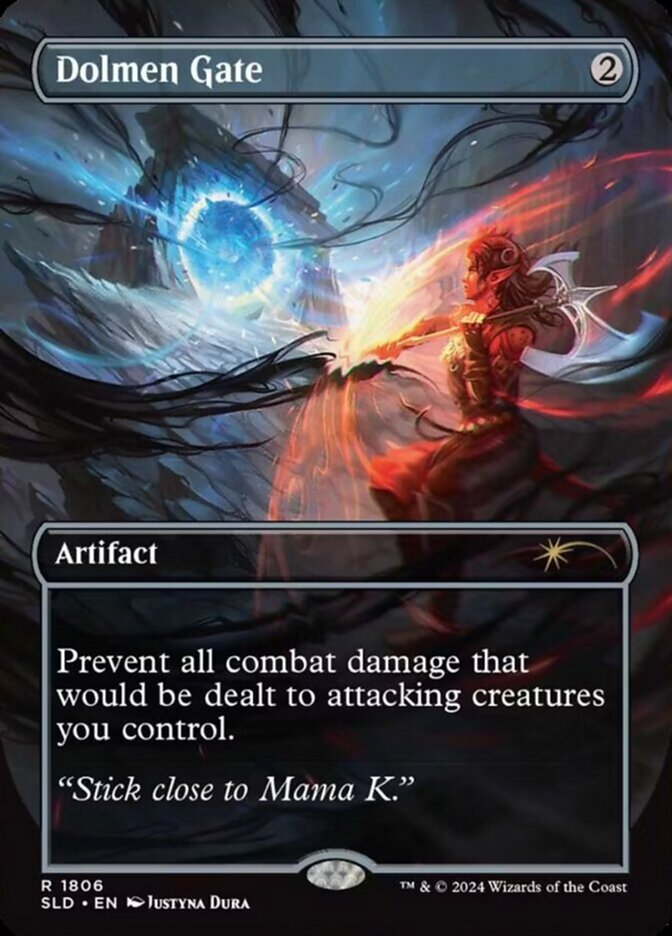 Dolmen Gate 2
Artifact
Prevent all combat damage that
would be dealt to attacking creatures
you control.
“Stick close to Mama K.”
R 1806
SLD • EN Justyna Dura
™ & © 2024 Wizards of the Coast